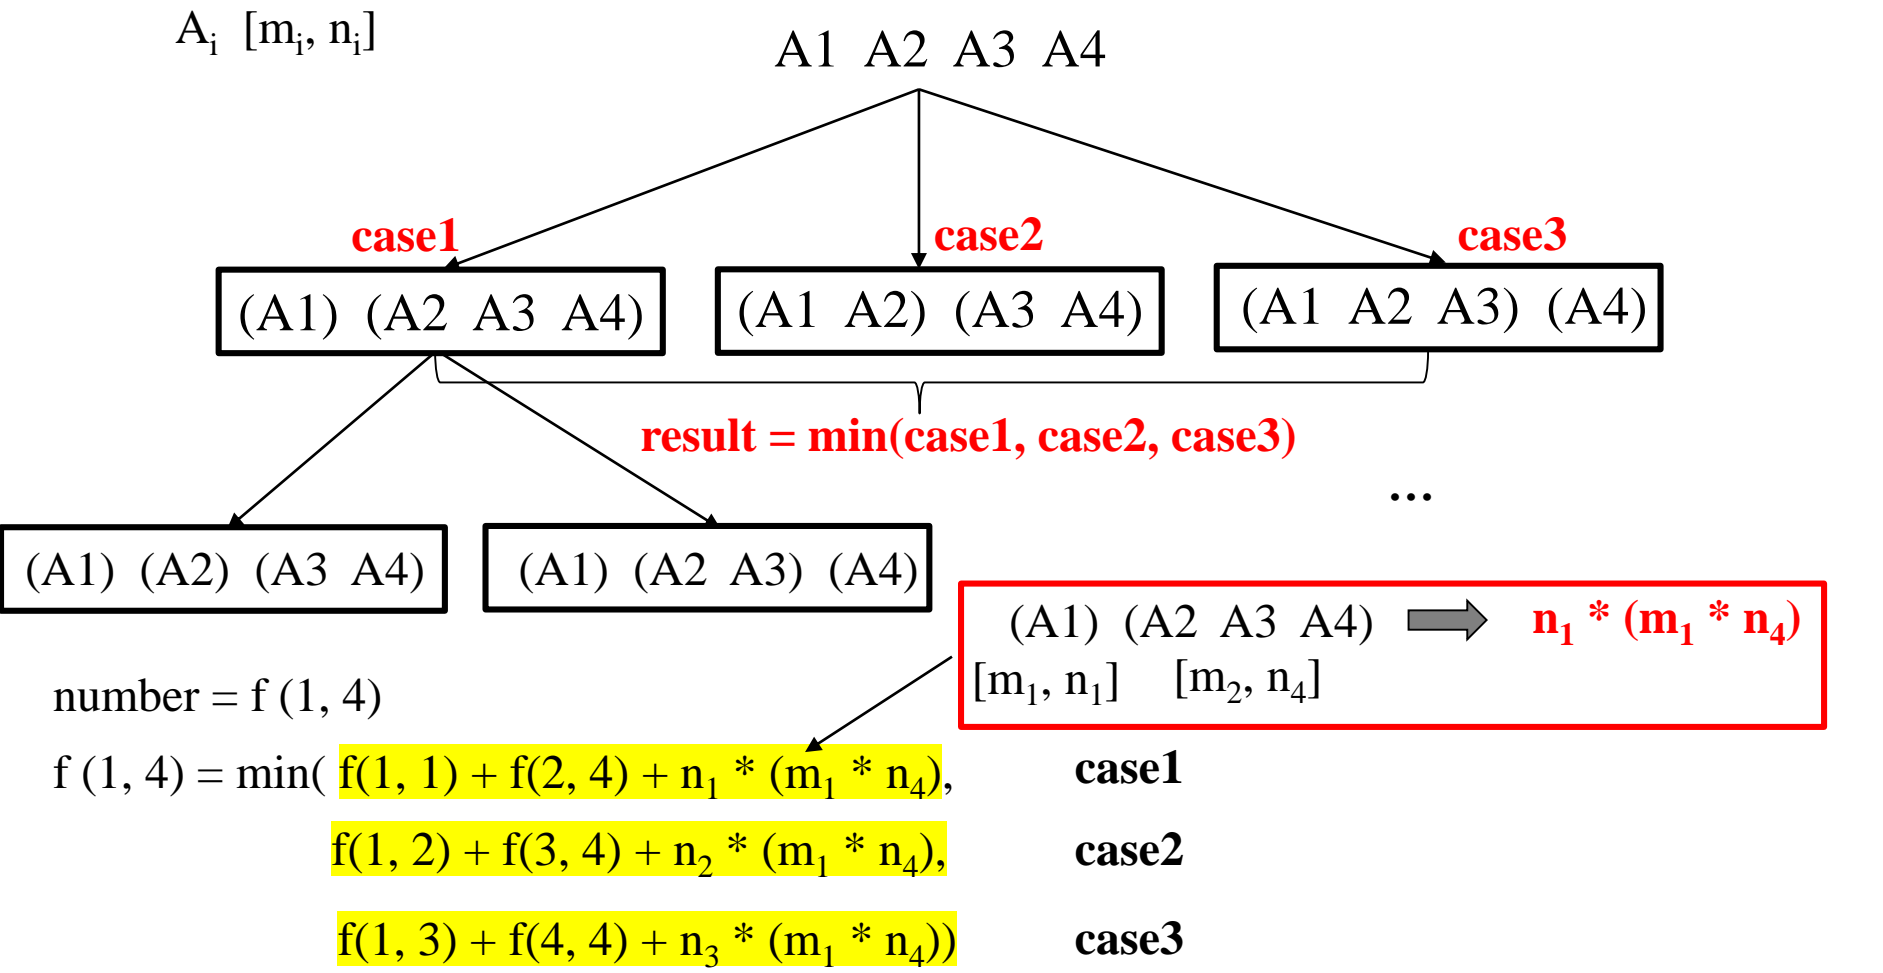 Aᵢ [mᵢ, nᵢ]
A1 A2 A3 A4
case1 case2 case3
(A1) (A2 A3 A4) (A1 A2) (A3 A4) (A1 A2 A3) (A4)
result = min(case1, case2, case3)
...
(A1) (A2) (A3 A4) (A1) (A2 A3) (A4)
(A1) (A2 A3 A4) n₁ * (m₁ * n₄)
[m₁, n₁] [m₂, n₄]
number = f (1, 4)
f (1, 4) = min( f(1, 1) + f(2, 4) + n₁ * (m₁ * n₄), case1
f(1, 2) + f(3, 4) + n₂ * (m₁ * n₄), case2
f(1, 3) + f(4, 4) + n₃ * (m₁ * n₄)) case3